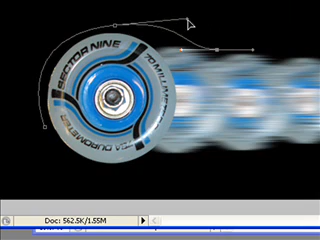 SECTOR NINE
70 MILLIMETER
78A DUROMETER
Doc: 562.5K/1.55M